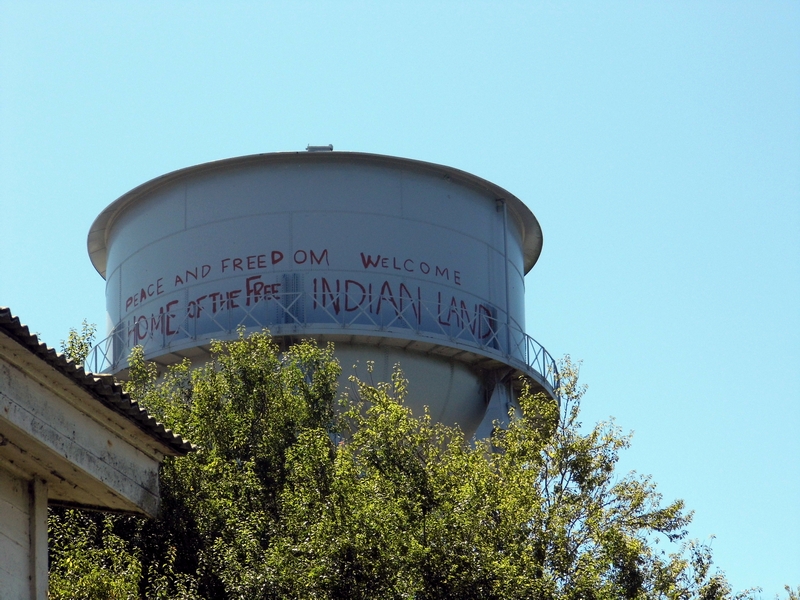 PEACE AND FREEDOM WELCOME
HOME OF THE FREE INDIAN LAND